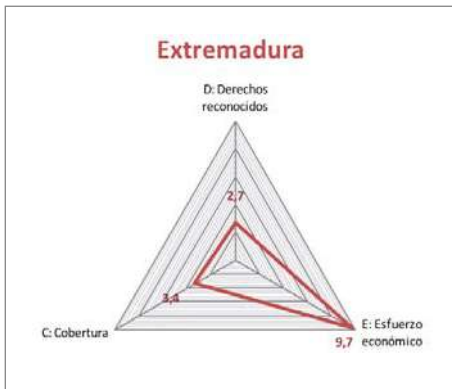 Extremadura
D: Derechos
reconocidos
2,7
3,4
C: Cobertura
E: Esfuerzo
económico
9,7